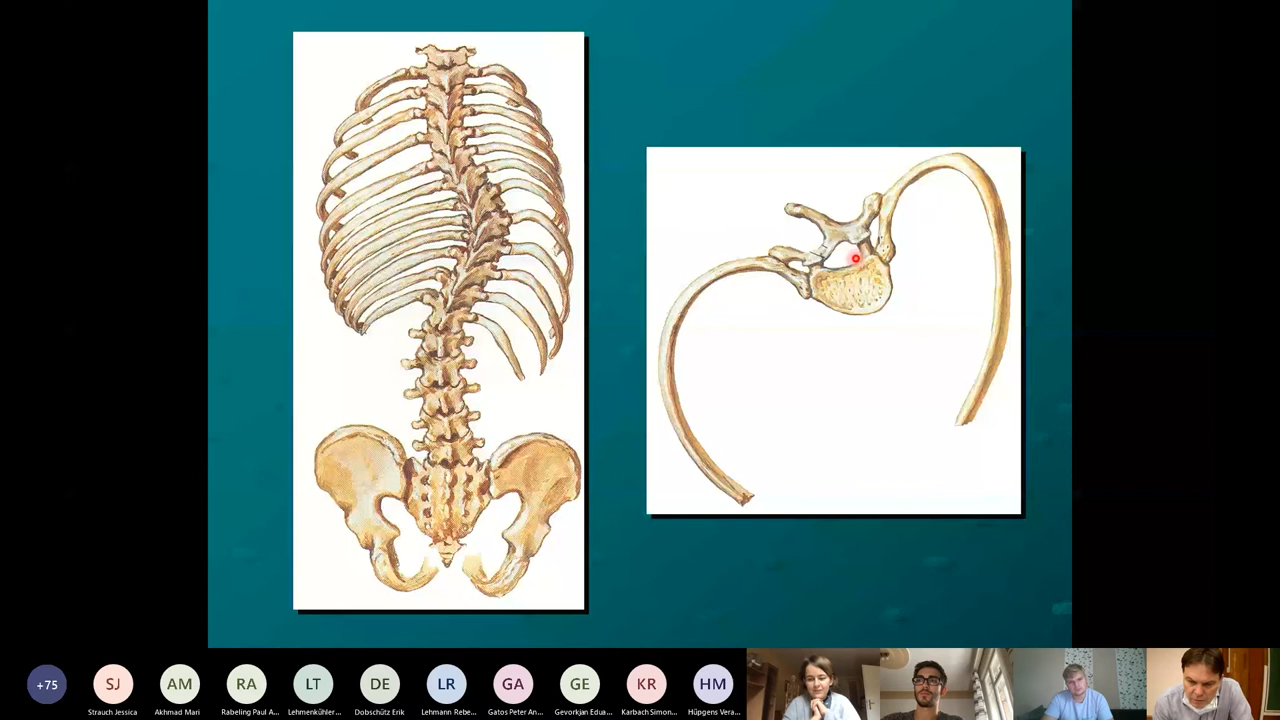 +75
SJ
AM
RA
LT
DE
LR
GA
GE
KR
HM
Strauch Jessica
Akhmad Mari
Rabeling Paul A...
Lehmenkühler...
Dobschütz Erik
Lehmann Rebe...
Gatos Peter An...
Gevorkjan Edua...
Karbach Simon...
Hüpgens Vera...